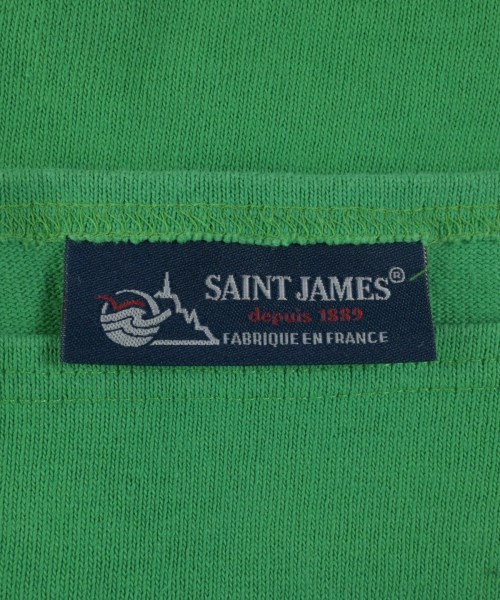 SAINT JAMES®
depuis 1889
FABRIQUE EN FRANCE